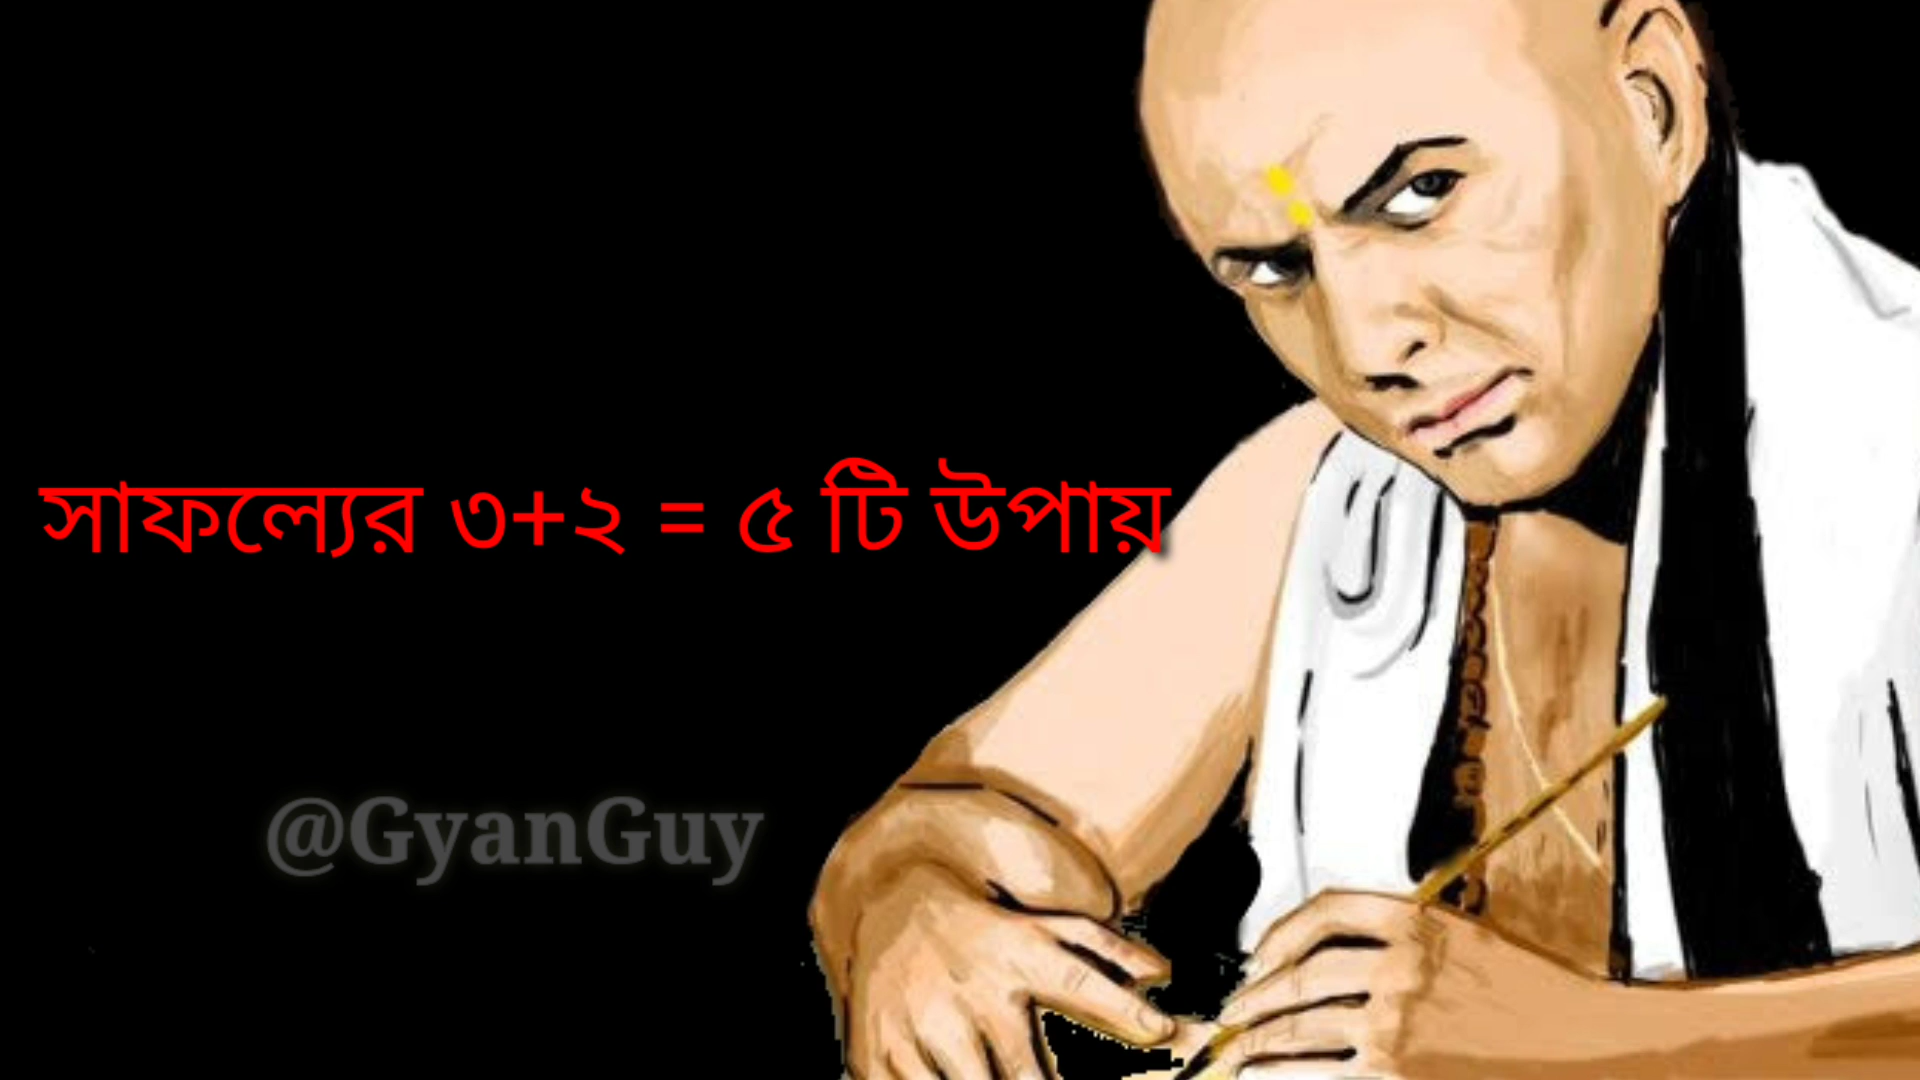 সাফল্যের ৩+২ = ৫ টি উপায়
@GyanGuy